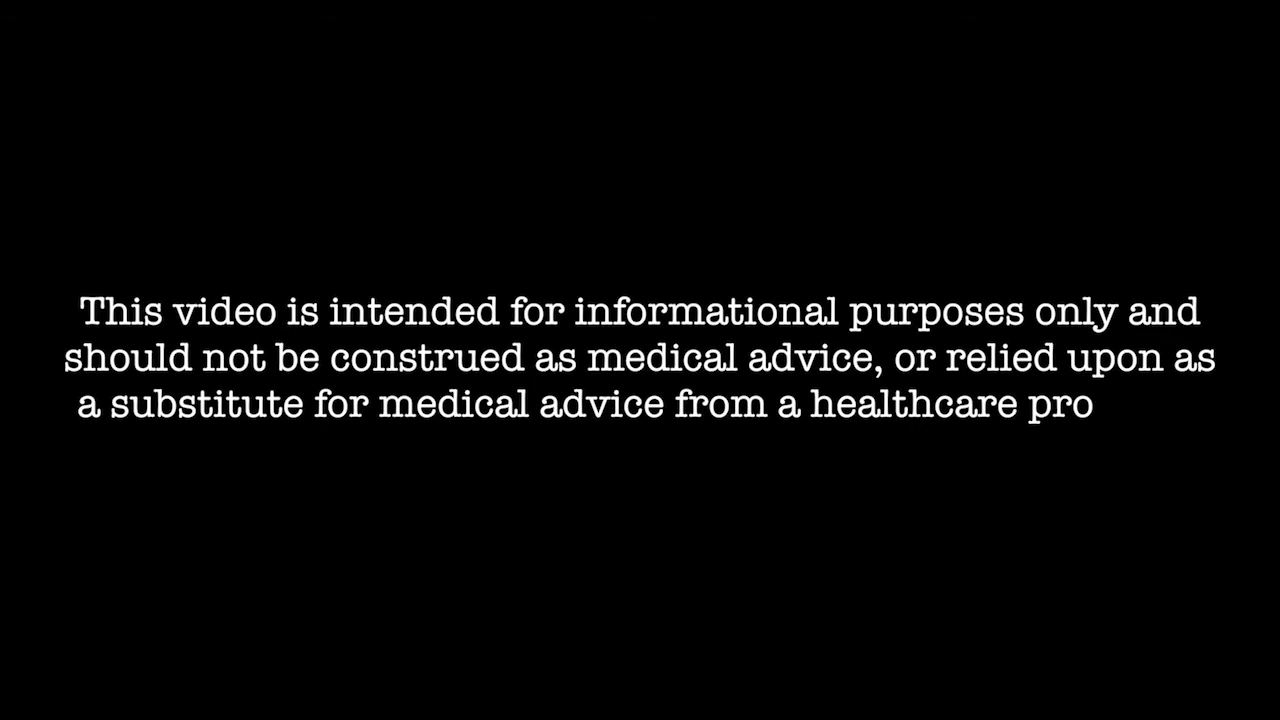 This video is intended for informational purposes only and
should not be construed as medical advice, or relied upon as
a substitute for medical advice from a healthcare pro